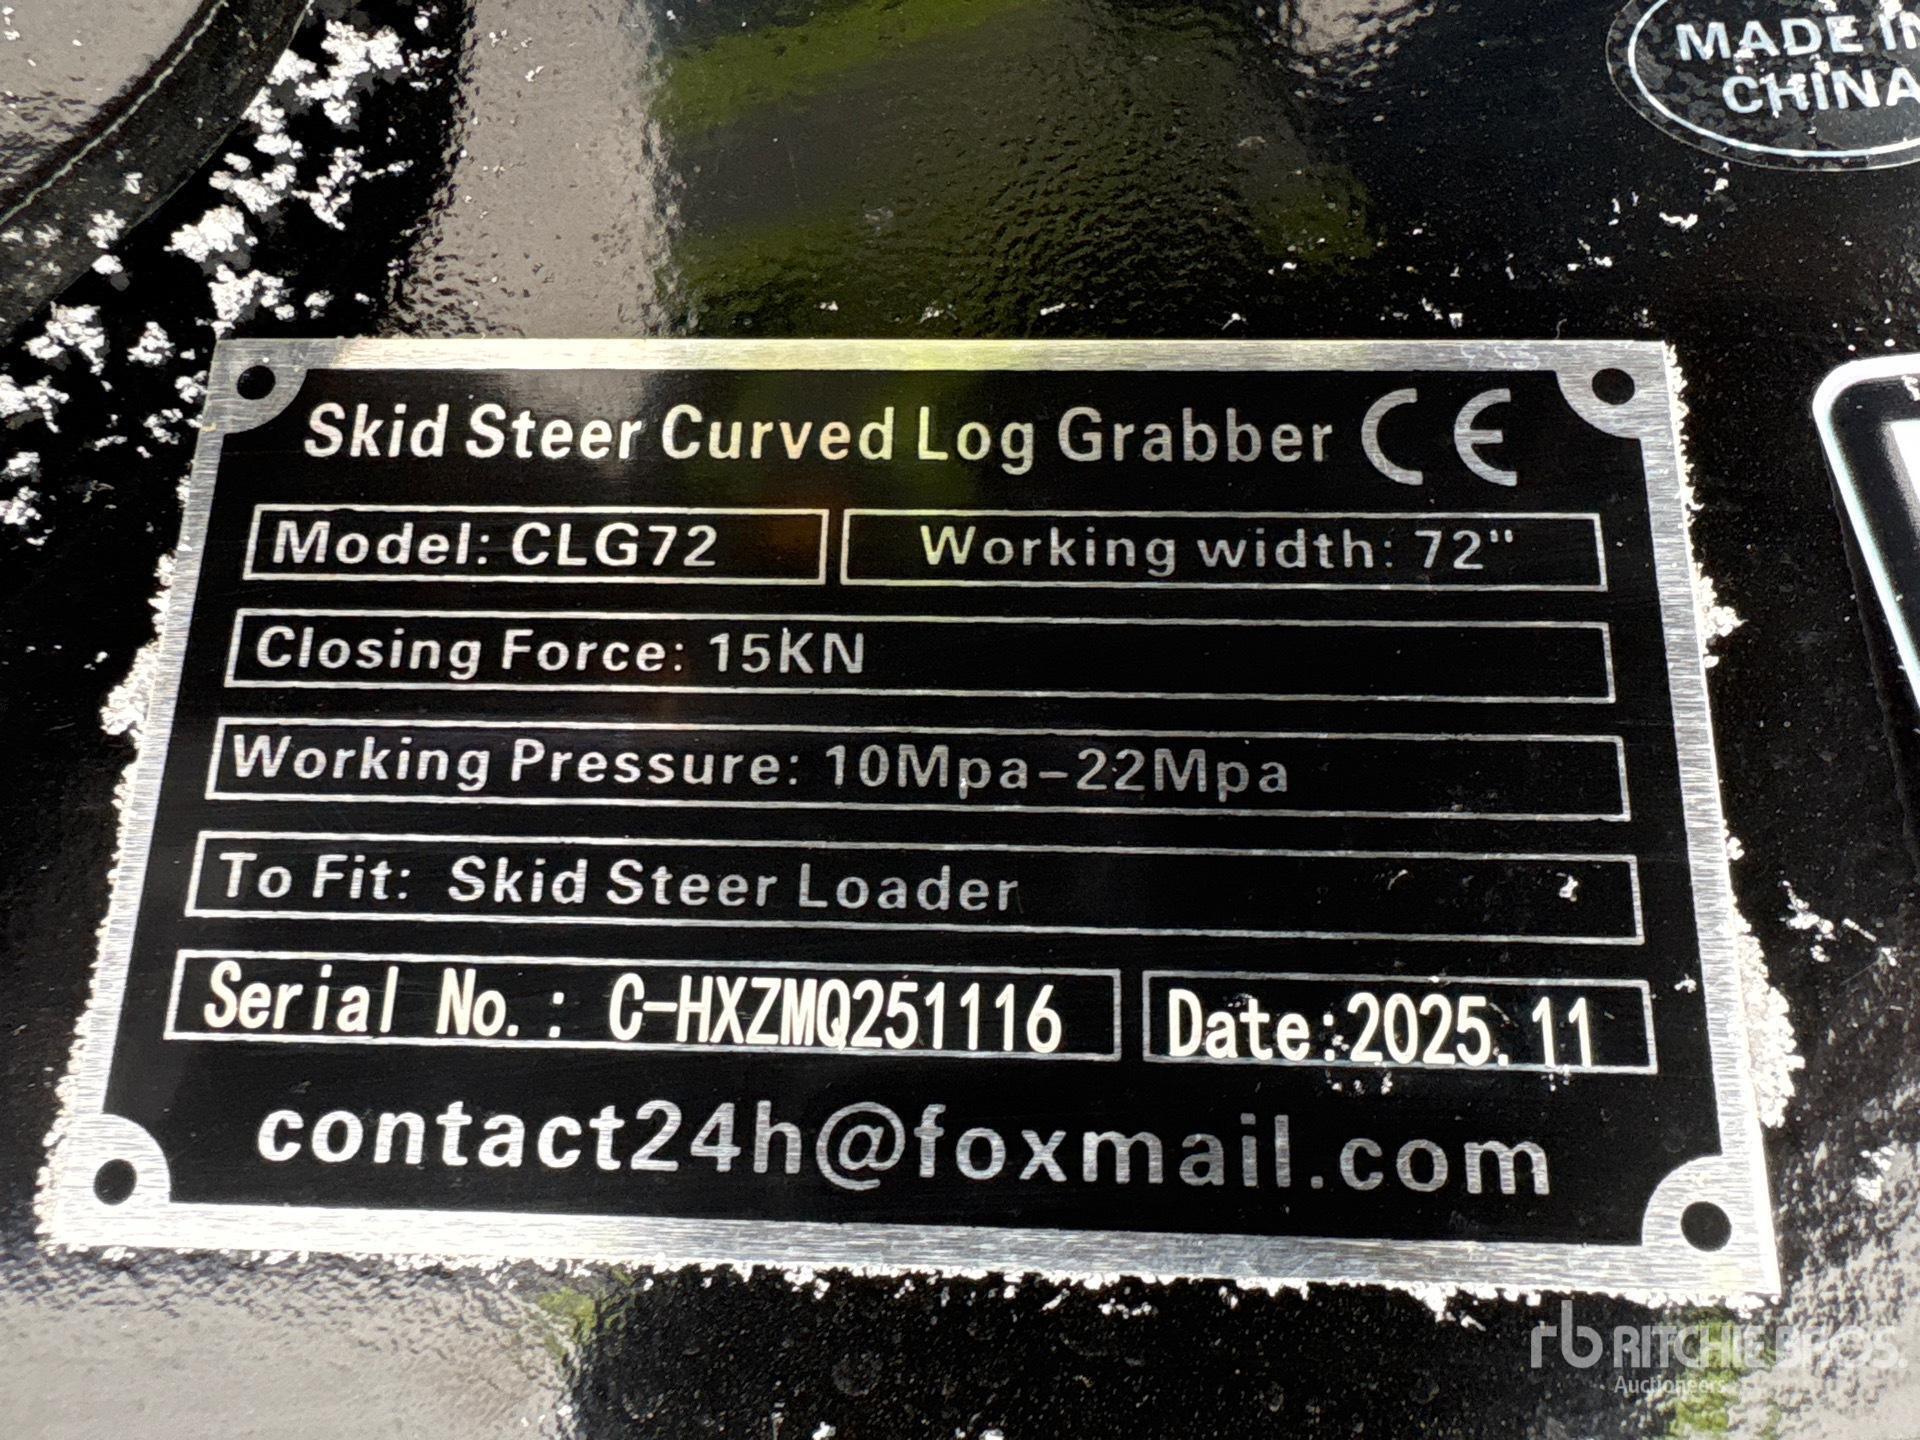 MADE IN
CHINA
Skid Steer Curved Log Grabber CE
Model: CLG72 Working width: 72"
Closing Force: 15KN
Working Pressure: 10Mpa-22Mpa
To Fit: Skid Steer Loader
Serial No.: C-HXZMQ251116 Date:2025.11
contact24h@foxmail.com
rb RITCHIE BROS.
Auctioneers